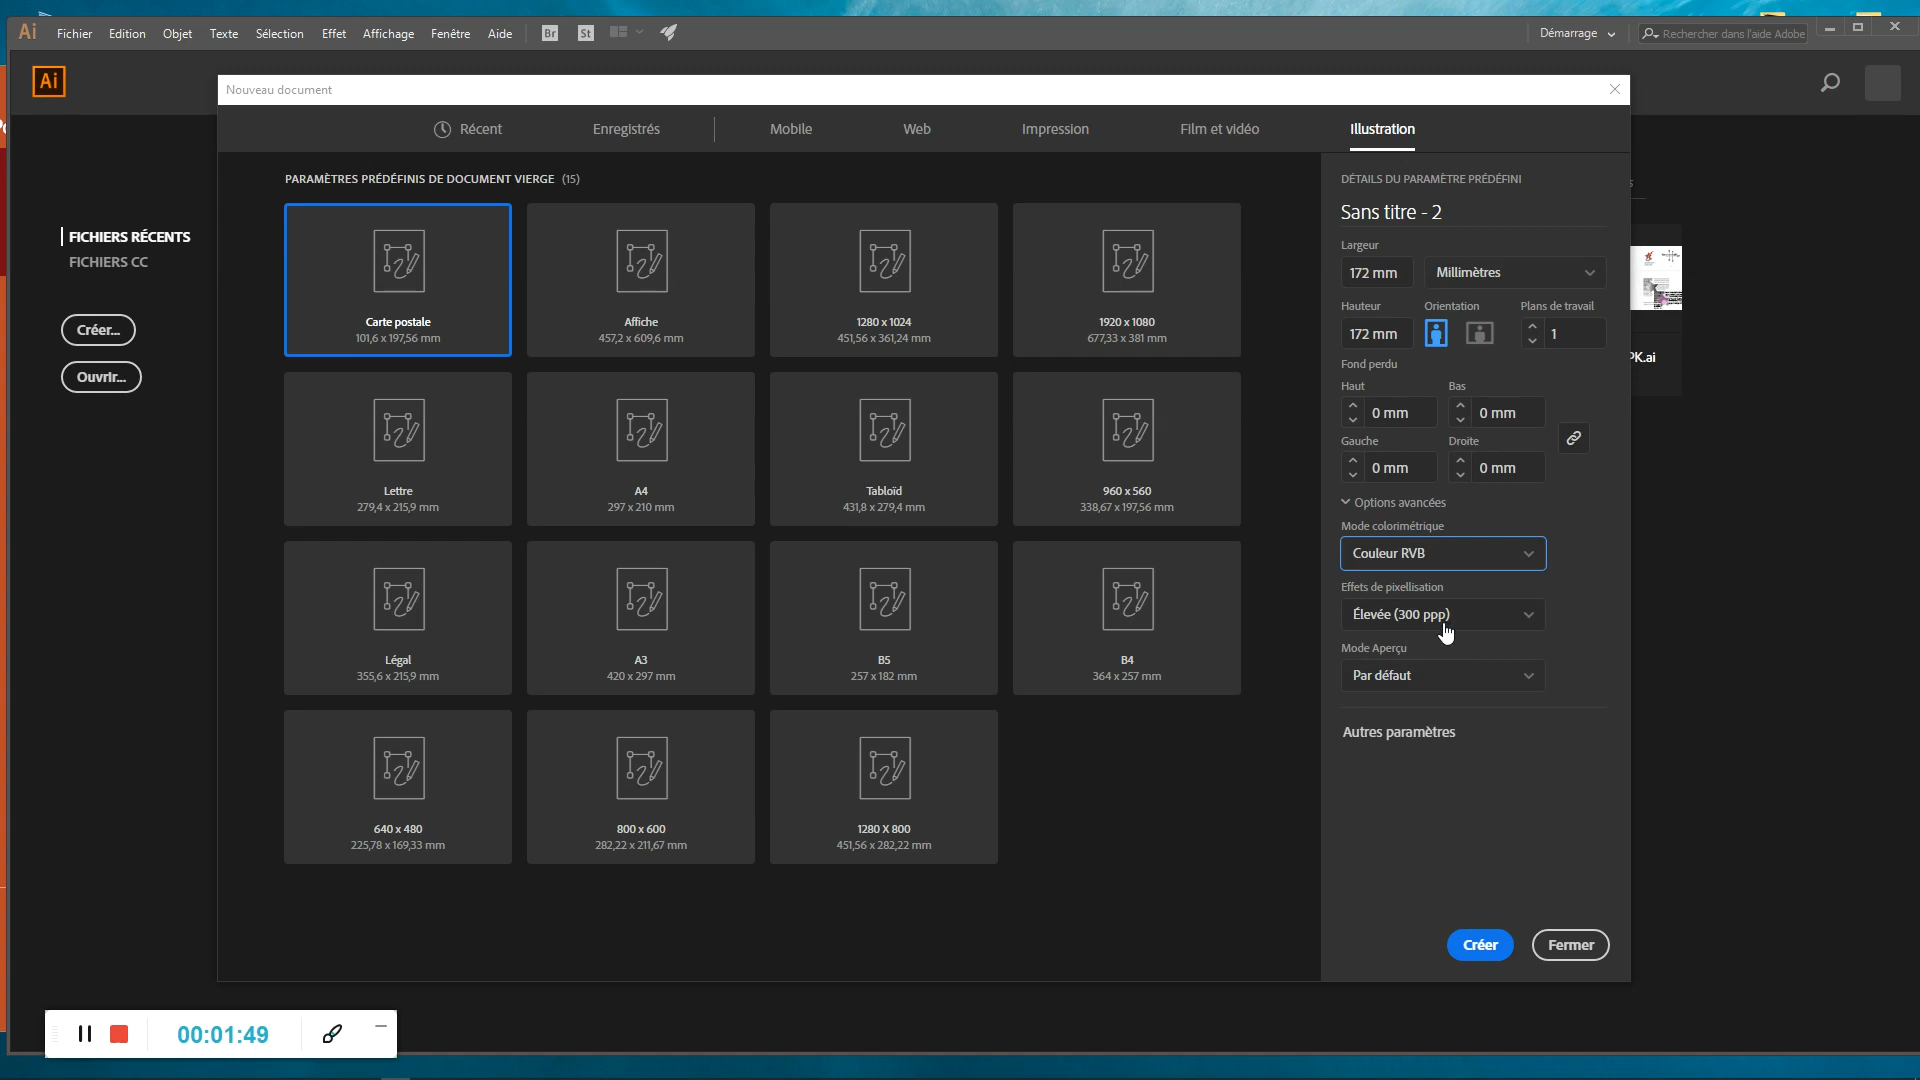 Ai Fichier Edition Objet Texte Sélection Effet Affichage Fenêtre Aide Br St Démarrage Rechercher dans l'aide Adobe
Ai
Nouveau document
Récent Enregistrés Mobile Web Impression Film et vidéo Illustration
FICHIERS RÉCENTS
FICHIERS CC
Créer...
Ouvrir...
PARAMÈTRES PRÉDÉFINIS DE DOCUMENT VIERGE (15)
Carte postale
101,6 x 197,56 mm
Affiche
457,2 x 609,6 mm
1280 x 1024
451,56 x 361,24 mm
1920 x 1080
677,33 x 381 mm
Lettre
279,4 x 215,9 mm
A4
297 x 210 mm
Tabloïd
431,8 x 279,4 mm
960 x 560
338,67 x 197,56 mm
Légal
355,6 x 215,9 mm
A3
420 x 297 mm
B5
257 x 182 mm
B4
364 x 257 mm
640 x 480
225,78 x 169,33 mm
800 x 600
282,22 x 211,67 mm
1280 X 800
451,56 x 282,22 mm
DÉTAILS DU PARAMÈTRE PRÉDÉFINI
Sans titre - 2
Largeur
172 mm Millimètres
Hauteur Orientation Plans de travail
172 mm 1
Fond perdu
Haut Bas
0 mm 0 mm
Gauche Droite
0 mm 0 mm
Options avancées
Mode colorimétrique
Couleur RVB
Effets de pixellisation
Élevée (300 ppp)
Mode Aperçu
Par défaut
Autres paramètres
Créer Fermer
PK.ai
00:01:49